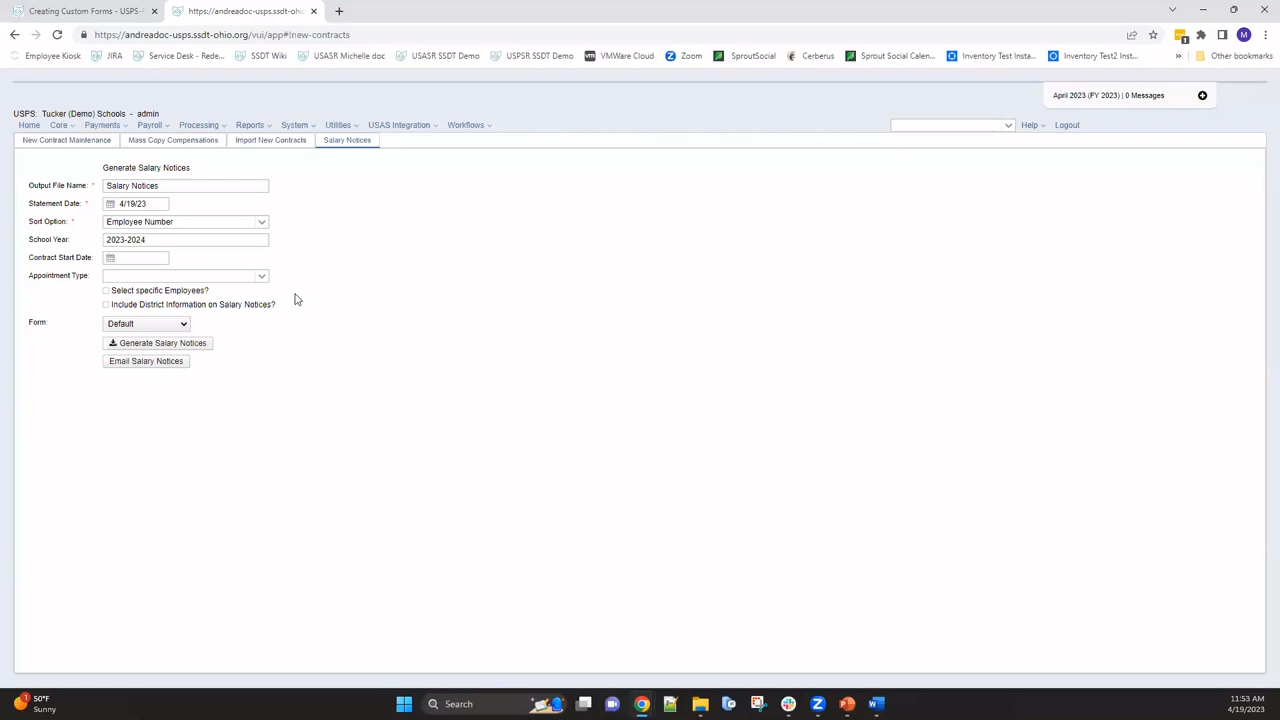 Creating Custom Forms - USPS-
https://andreadoc-usps.ssdt-ohi
https://andreadoc-usps.ssdt-ohio.org/vui/app#!new-contracts
M
Employee Kiosk JIRA Service Desk - Rede... SSDT Wiki USASR Michelle doc USASR SSDT Demo USPSR SSDT Demo. VMWare Cloud Zoom SproutSocial Cerberus Sprout Social Calen... Inventory Test Insta... Inventory Test2 Inst... » Other bookmarks
April 2023 (FY 2023) | 0 Messages
USPS: Tucker (Demo) Schools - admin
Home Core Payments Payroll Processing Reports System Utilities USAS Integration Workflows Help Logout
New Contract Maintenance Mass Copy Compensations Import New Contracts Salary Notices
Generate Salary Notices
Output File Name: * Salary Notices
Statement Date: * 4/19/23
Sort Option: * Employee Number
School Year: 2023-2024
Contract Start Date:
Appointment Type:
Select specific Employees?
Include District Information on Salary Notices?
Form: Default
Generate Salary Notices
Email Salary Notices
1
50°F
Sunny
Search
11:53 AM
4/19/2023